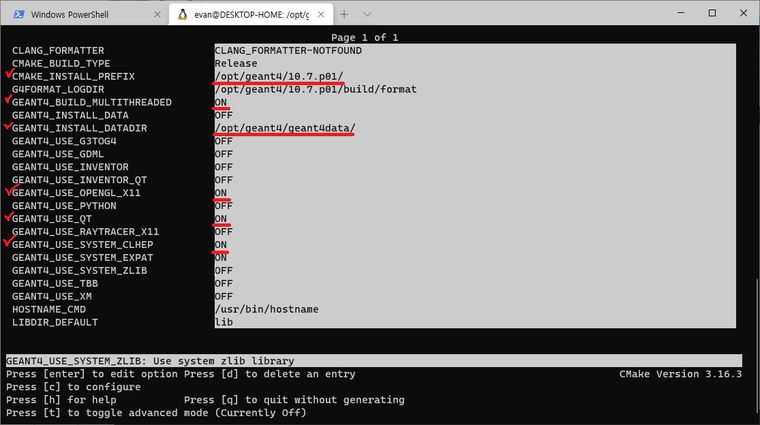 Windows PowerShell
evan@DESKTOP-HOME: /opt/g
Page 1 of 1
CLANG_FORMATTER CLANG_FORMATTER-NOTFOUND
CMAKE_BUILD_TYPE Release
CMAKE_INSTALL_PREFIX /opt/geant4/10.7.p01/
G4FORMAT_LOGDIR /opt/geant4/10.7.p01/build/format
GEANT4_BUILD_MULTITHREADED ON
GEANT4_INSTALL_DATA OFF
GEANT4_INSTALL_DATADIR /opt/geant4/geant4data/
GEANT4_USE_G3TOG4 OFF
GEANT4_USE_GDML OFF
GEANT4_USE_INVENTOR OFF
GEANT4_USE_INVENTOR_QT OFF
GEANT4_USE_OPENGL_X11 ON
GEANT4_USE_PYTHON OFF
GEANT4_USE_QT ON
GEANT4_USE_RAYTRACER_X11 OFF
GEANT4_USE_SYSTEM_CLHEP ON
GEANT4_USE_SYSTEM_EXPAT ON
GEANT4_USE_SYSTEM_ZLIB OFF
GEANT4_USE_TBB OFF
GEANT4_USE_XM OFF
HOSTNAME_CMD /usr/bin/hostname
LIBDIR_DEFAULT lib
GEANT4_USE_SYSTEM_ZLIB: Use system zlib library
Press [enter] to edit option Press [d] to delete an entry CMake Version 3.16.3
Press [c] to configure
Press [h] for help Press [q] to quit without generating
Press [t] to toggle advanced mode (Currently Off)